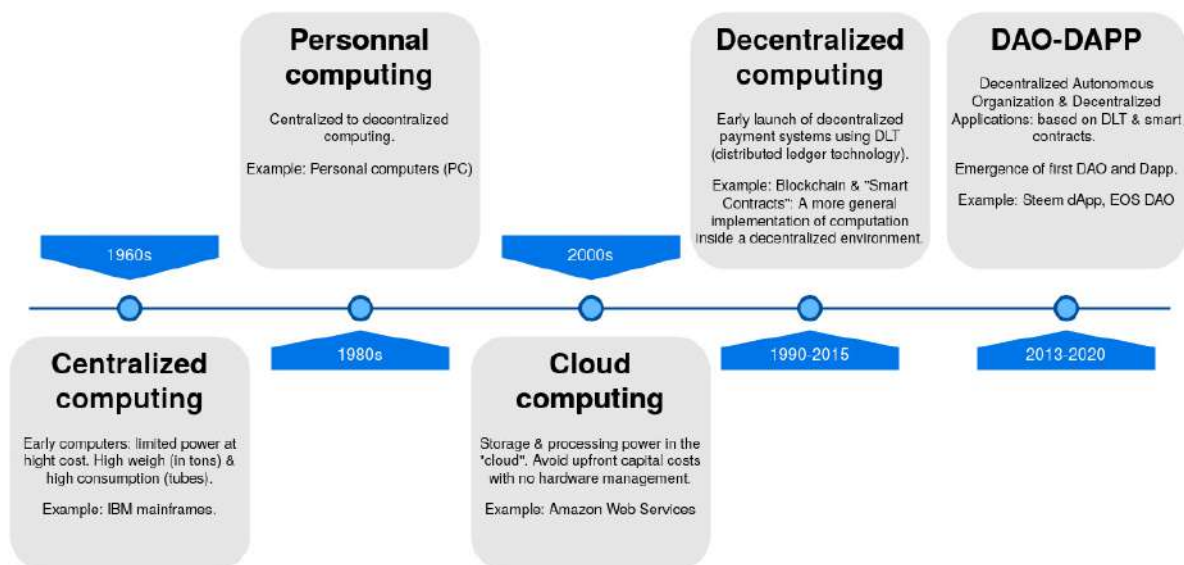 Personnal
computing
Centralized to decentralized
computing.
Example: Personal computers (PC)
Decentralized
computing
Early launch of decentralized
payment systems using DLT
(distributed ledger technology).
Example: Blockchain & "Smart
Contracts": A more general
implementation of computation
inside a decentralized environment.
DAO-DAPP
Decentralized Autonomous
Organization & Decentralized
Applications: based on DLT & smart
contracts.
Emergence of first DAO and Dapp.
Example: Steem dApp, EOS DAO
1960s
2000s
1980s
1990-2015
2013-2020
Centralized
computing
Early computers: limited power at
hight cost. High weigh (in tons) &
high consumption (tubes).
Example: IBM mainframes.
Cloud
computing
Storage & processing power in the
"cloud". Avoid upfront capital costs
with no hardware management.
Example: Amazon Web Services